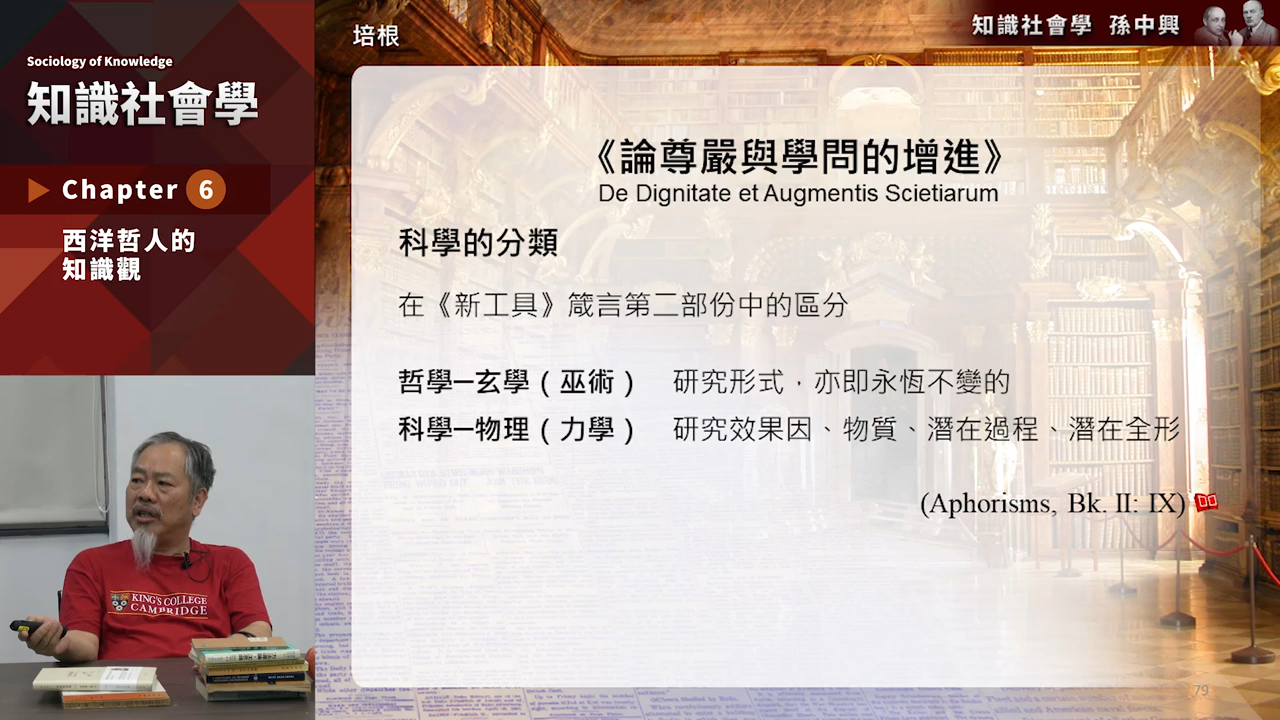 Sociology of Knowledge
知識社會學
Chapter 6
西洋哲人的
知識觀
培根
知識社會學 孫中興
《論尊嚴與學問的增進》
De Dignitate et Augmentis Scietiarum
科學的分類
在《新工具》箴言第二部份中的區分
哲學─玄學（巫術） 研究形式，亦即永恆不變的
科學─物理（力學） 研究效果因、物質、潛在過程、潛在全形
(Aphorisms, Bk. II: IX)
79
KING'S COLLEGE
CAMBRIDGE